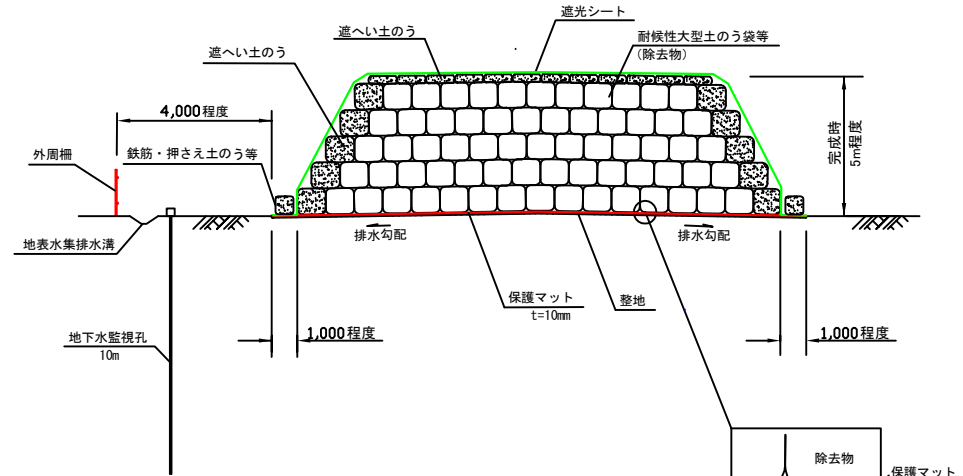 遮光シート
遮へい土のう
耐候性大型土のう袋等
(除去物)
遮へい土のう
4,000程度
完成時
5m程度
外周柵
鉄筋・押さえ土のう等
地表水集排水溝
排水勾配
排水勾配
保護マット
t=10mm
整地
地下水監視孔
10m
1,000程度
1,000程度
除去物
保護マット